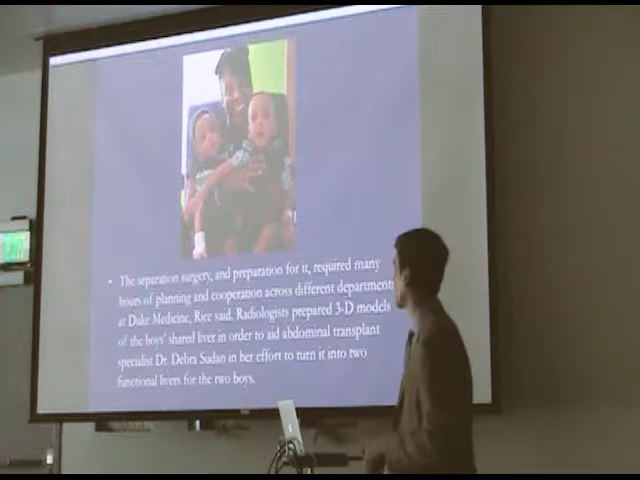 • The separation surgery, and preparation for it, required many
hours of planning and cooperation across different departments
at Duke Medicine, Rice said. Radiologists prepared 3-D models
of the boys' shared liver in order to aid abdominal transplant
specialist Dr. Debra Sudan in her effort to turn it into two
functional livers for the two boys.